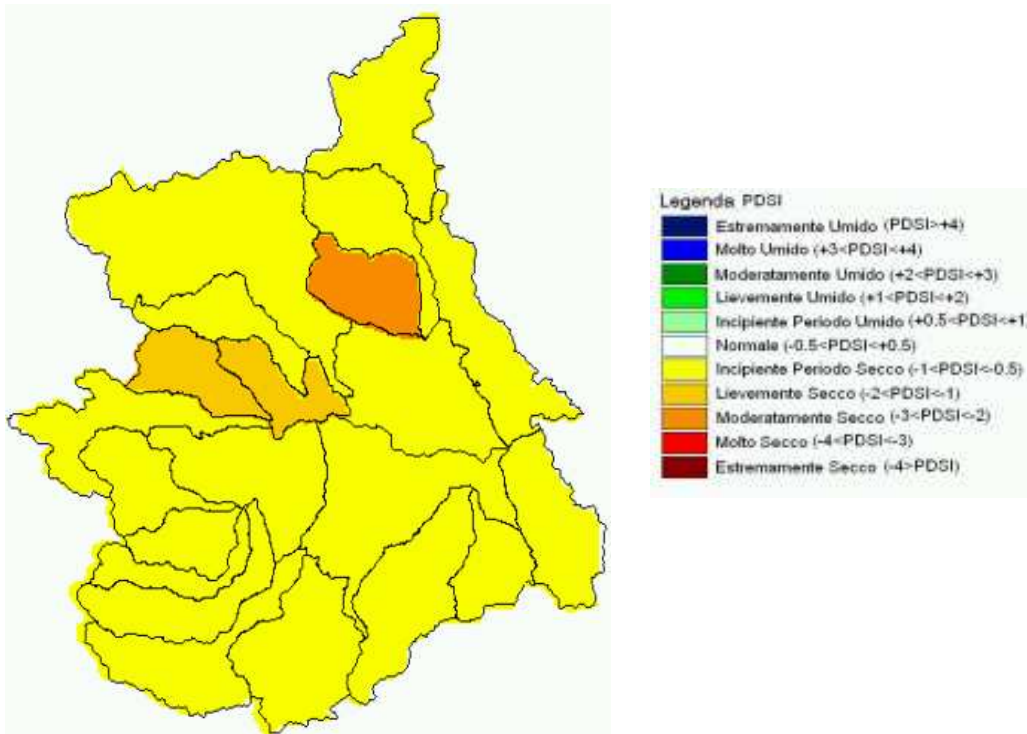 Legenda PDSI
Estremamente Umido (PDSI>+4)
Molto Umido (+3<PDSI<+4)
Moderatamente Umido (+2<PDSI<+3)
Lievemente Umido (+1<PDSI<+2)
Incipiente Periodo Umido (+0.5<PDSI<+1
Normale (-0.5<PDSI<+0.5)
Incipiente Periodo Secco (-1<PDSI<-0.5)
Lievemente Secco (-2<PDSI<-1)
Moderatamente Secco (-3<PDSI<-2)
Molto Secco (-4<PDSI<-3)
Estremamente Secco (-4>PDSI)